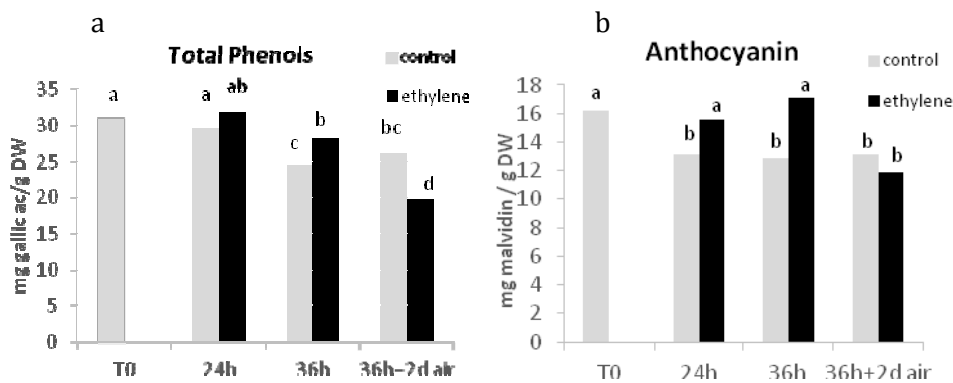 a
Total Phenols
control
ethylene
mg gallic ac/g DW
35
30
25
20
15
10
5
0
a
a
ab
c
b
bc
d
T0
24h
36h
36h–2d air
b
Anthocyanin
control
ethylene
mg malvidin / g DW
18
16
14
12
10
8
6
4
2
0
a
b
a
b
a
b
b
T0
24h
36h
36h+2d air